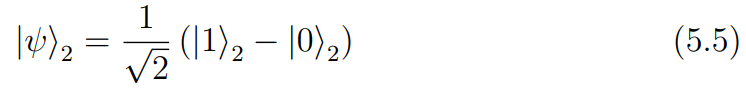 |ψ⟩₂ = 1/√2 (|1⟩₂ − |0⟩₂) (5.5)